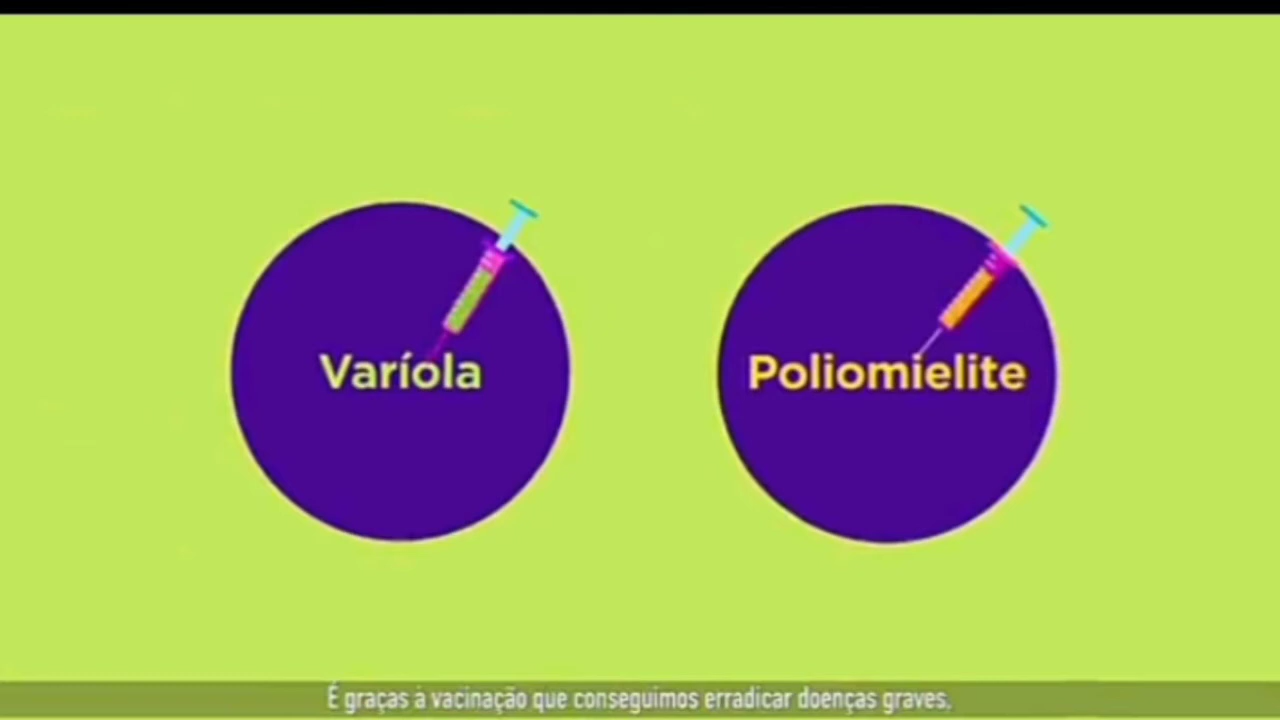 Varíola
Poliomielite
É graças à vacinação que conseguimos erradicar doenças graves,